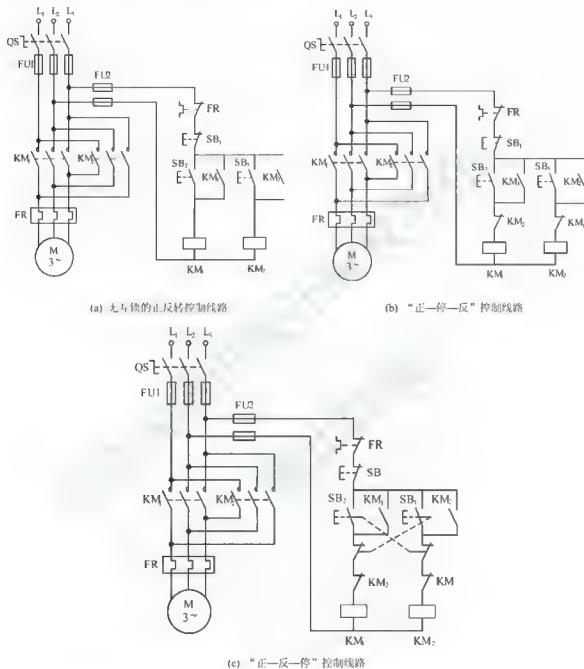 L₁ L₂ L₃
QS
FU1
FU2
FR
SB₁
KM₁ KM₂
SB₂ KM₁ SB₃ KM₂
FR
M
3~
KM₁ KM₂
(a) 无互锁的正反转控制线路
L₁ L₂ L₃
QS
FU1
FU2
FR
SB₁
KM₁ KM₂
SB₂ KM₁ SB₃ KM₂
FR
KM₂ KM₁
M
3~
KM₁ KM₂
(b) “正—停—反”控制线路
L₁ L₂ L₃
QS
FU1
FU2
FR
SB
KM₁ KM₂
SB₂ KM₁ SB₃ KM₂
FR
KM₂ KM
M
3~
KM₁ KM₂
(c) “正—反—停”控制线路